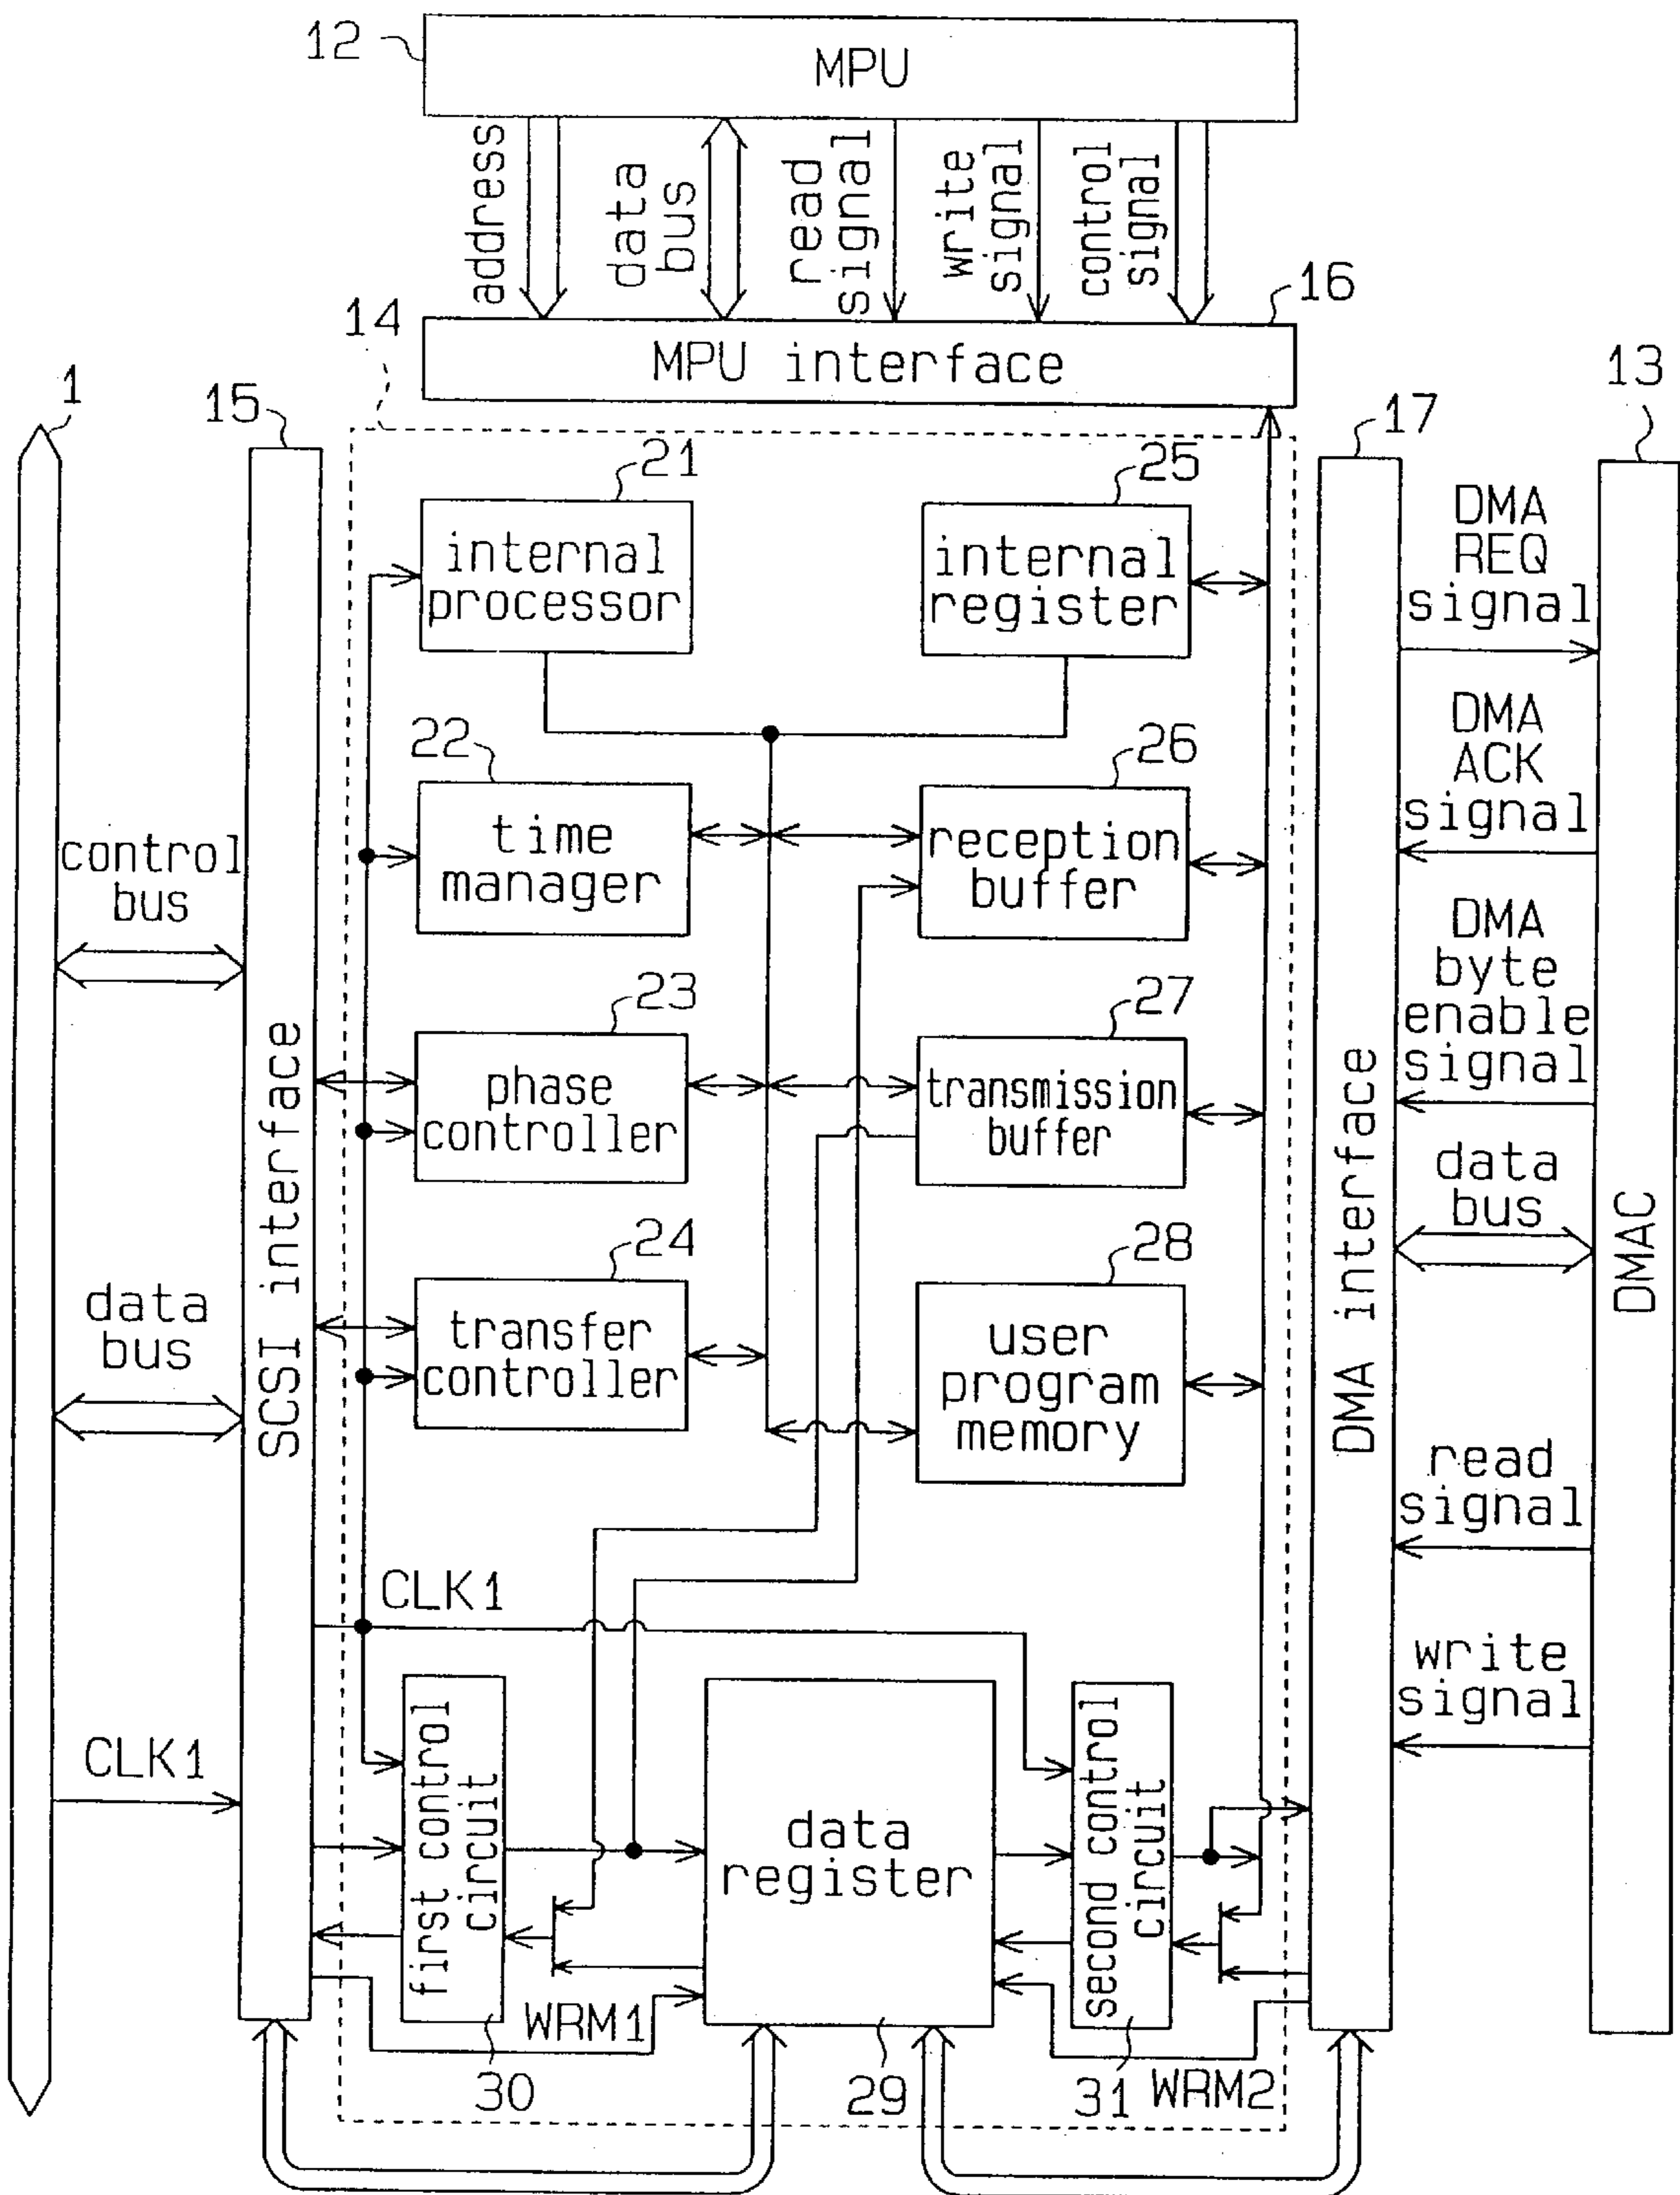 12
MPU
address
data
bus
read
signal
write
signal
control
signal
14
16
MPU interface
1
15
17
13
21
internal
processor
25
internal
register
DMA
REQ
signal
22
time
manager
26
reception
buffer
DMA
ACK
signal
control
bus
DMA
byte
enable
signal
23
phase
controller
27
transmission
buffer
SCSI interface
DMA interface
data
bus
DMAC
24
transfer
controller
28
user
program
memory
data
bus
read
signal
CLK1
write
signal
CLK1
first control
circuit
data
register
second control
circuit
WRM1
30
29
31
WRM2